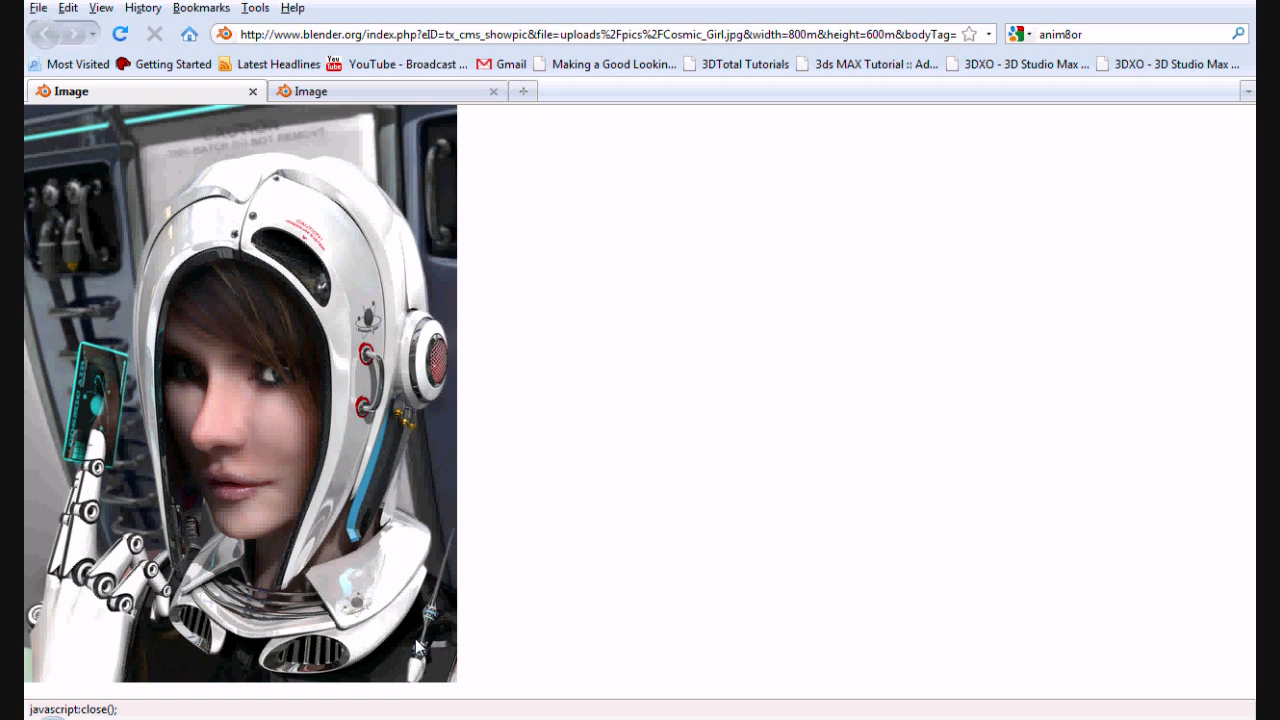 File Edit View History Bookmarks Tools Help
http://www.blender.org/index.php?eID=tx_cms_showpic&file=uploads%2Fpics%2FCosmic_Girl.jpg&width=800m&height=600m&bodyTag= anim8or
Most Visited Getting Started Latest Headlines YouTube - Broadcast ... Gmail Making a Good Lookin... 3DTotal Tutorials 3ds MAX Tutorial :: Ad... 3DXO - 3D Studio Max ... 3DXO - 3D Studio Max ...
Image Image
CAUTION
CAUTION!
javascript:close();